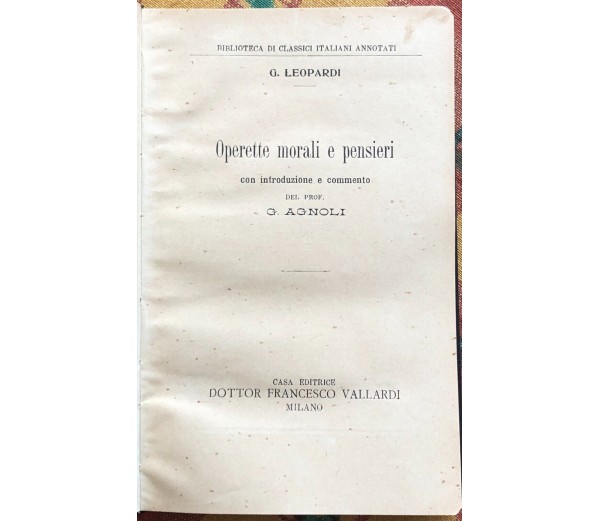 BIBLIOTECA DI CLASSICI ITALIANI ANNOTATI
G. LEOPARDI
Operette morali e pensieri
con introduzione e commento
DEL PROF.
G. AGNOLI
CASA EDITRICE
DOTTOR FRANCESCO VALLARDI
MILANO